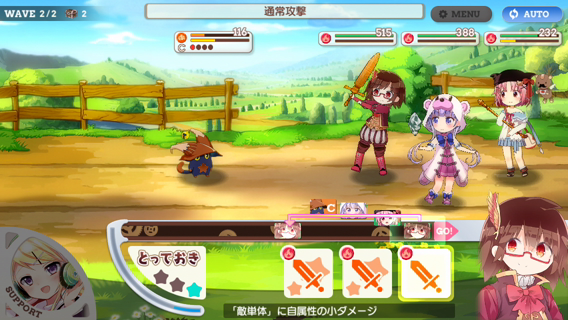 WAVE 2/2 2
通常攻撃
MENU
AUTO
116
C
515
388
232
C
GO!
とっておき
SUPPORT
「敵単体」に自属性の小ダメージ